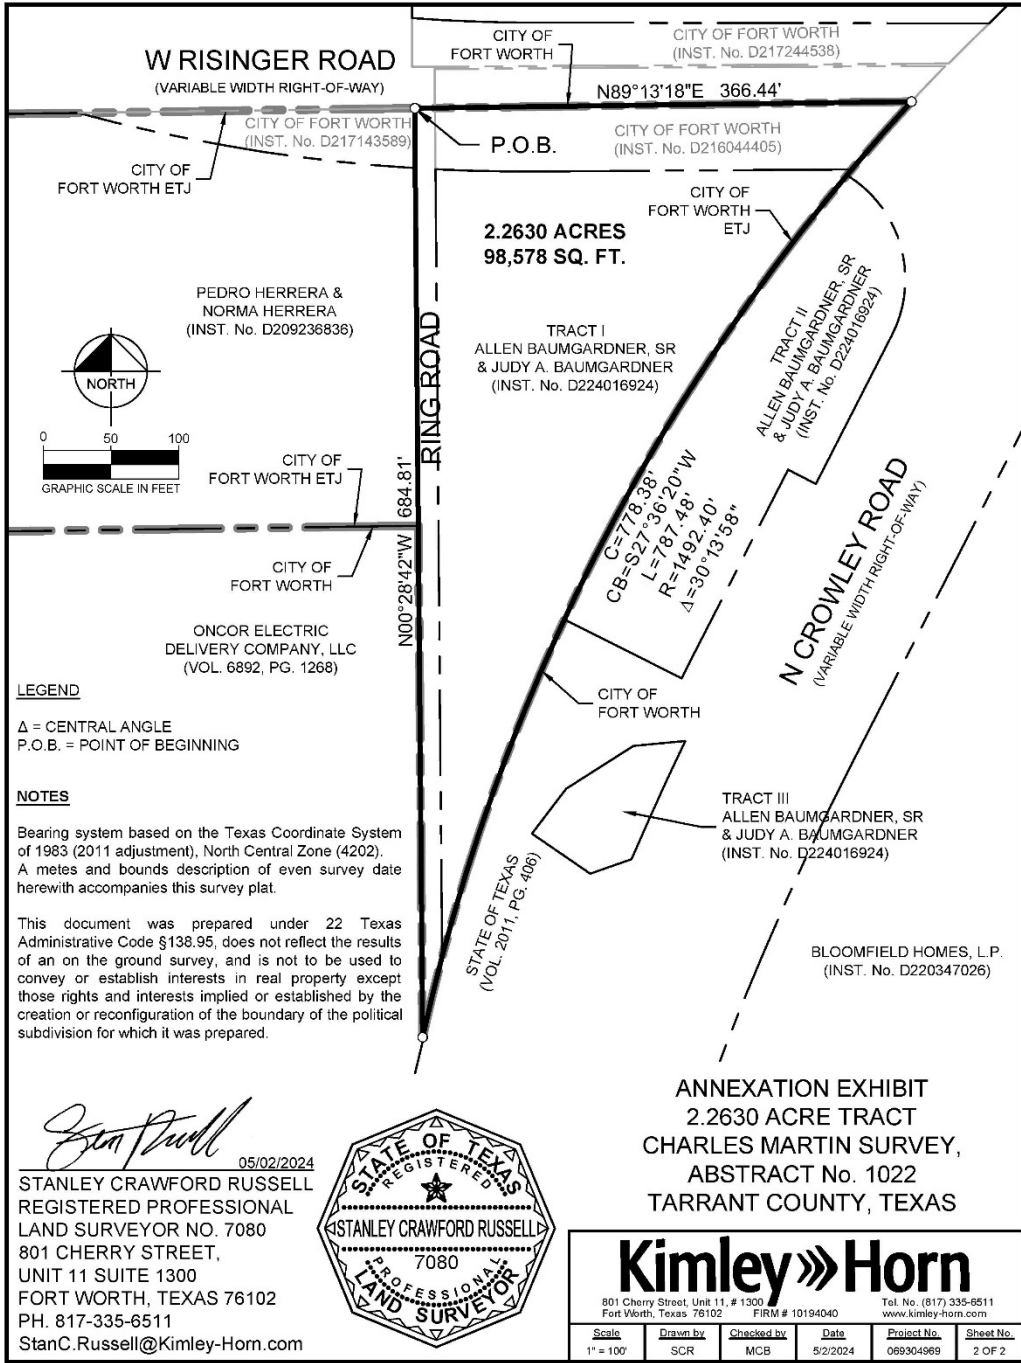 W RISINGER ROAD
(VARIABLE WIDTH RIGHT-OF-WAY)
CITY OF
FORT WORTH
CITY OF FORT WORTH
(INST. No. D217244538)
N89°13'18"E 366.44'
CITY OF FORT WORTH
(INST. No. D217143589)
P.O.B.
CITY OF FORT WORTH
(INST. No. D216044405)
CITY OF
FORT WORTH ETJ
CITY OF
FORT WORTH
ETJ
2.2630 ACRES
98,578 SQ. FT.
PEDRO HERRERA &
NORMA HERRERA
(INST. No. D209236836)
TRACT I
ALLEN BAUMGARDNER, SR
& JUDY A. BAUMGARDNER
(INST. No. D224016924)
TRACT II
ALLEN BAUMGARDNER, SR
& JUDY A. BAUMGARDNER
(INST. No. D224016924)
NORTH
0 50 100
GRAPHIC SCALE IN FEET
RING ROAD
CITY OF
FORT WORTH ETJ
N00°28'42"W 684.81'
C=778.38'
CB=S27°36'20"W
L=787.48'
R=1492.40'
Δ=30°13'58"
N CROWLEY ROAD
(VARIABLE WIDTH RIGHT-OF-WAY)
CITY OF
FORT WORTH
ONCOR ELECTRIC
DELIVERY COMPANY, LLC
(VOL. 6892, PG. 1268)
CITY OF
FORT WORTH
LEGEND
Δ = CENTRAL ANGLE
P.O.B. = POINT OF BEGINNING
TRACT III
ALLEN BAUMGARDNER, SR
& JUDY A. BAUMGARDNER
(INST. No. D224016924)
STATE OF TEXAS
(VOL. 2011, PG. 406)
BLOOMFIELD HOMES, L.P.
(INST. No. D220347026)
NOTES
Bearing system based on the Texas Coordinate System
of 1983 (2011 adjustment), North Central Zone (4202).
A metes and bounds description of even survey date
herewith accompanies this survey plat.
This document was prepared under 22 Texas
Administrative Code §138.95, does not reflect the results
of an on the ground survey, and is not to be used to
convey or establish interests in real property except
those rights and interests implied or established by the
creation or reconfiguration of the boundary of the political
subdivision for which it was prepared.
05/02/2024
STANLEY CRAWFORD RUSSELL
REGISTERED PROFESSIONAL
LAND SURVEYOR NO. 7080
801 CHERRY STREET,
UNIT 11 SUITE 1300
FORT WORTH, TEXAS 76102
PH. 817-335-6511
StanC.Russell@Kimley-Horn.com
STATE OF TEXAS
REGISTERED
STANLEY CRAWFORD RUSSELL
7080
PROFESSIONAL
LAND SURVEYOR
ANNEXATION EXHIBIT
2.2630 ACRE TRACT
CHARLES MARTIN SURVEY,
ABSTRACT No. 1022
TARRANT COUNTY, TEXAS
Kimley»Horn
801 Cherry Street, Unit 11, # 1300
Fort Worth, Texas 76102 FIRM # 10194040
Tel. No. (817) 335-6511
www.kimley-horn.com
Scale Drawn by Checked by Date Project No. Sheet No.
1" = 100' SCR MCB 5/2/2024 069304969 2 OF 2